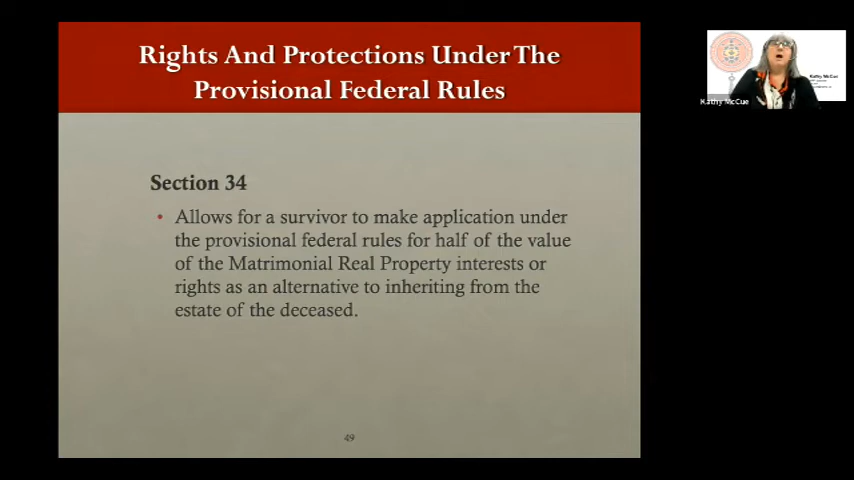 Rights And Protections Under The
Provisional Federal Rules
Section 34
• Allows for a survivor to make application under
the provisional federal rules for half of the value
of the Matrimonial Real Property interests or
rights as an alternative to inheriting from the
estate of the deceased.
49
Kathy McCue
Kathy McCue